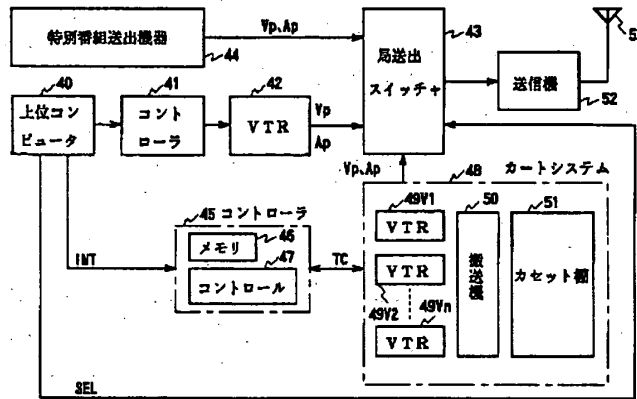 特別番組送出機器
44
Vp、Ap
43
局送出
スイッチャ
送信機
52
40
上位コン
ピュータ
41
コント
ローラ
42
VTR
Vp
Ap
Vp、Ap
48
カートシステム
45 コントローラ
メモリ
46
47
コントロール
INT
TC
49V1
VTR
VTR
49V2
49Vn
VTR
50
搬送機
51
カセット棚
SEL